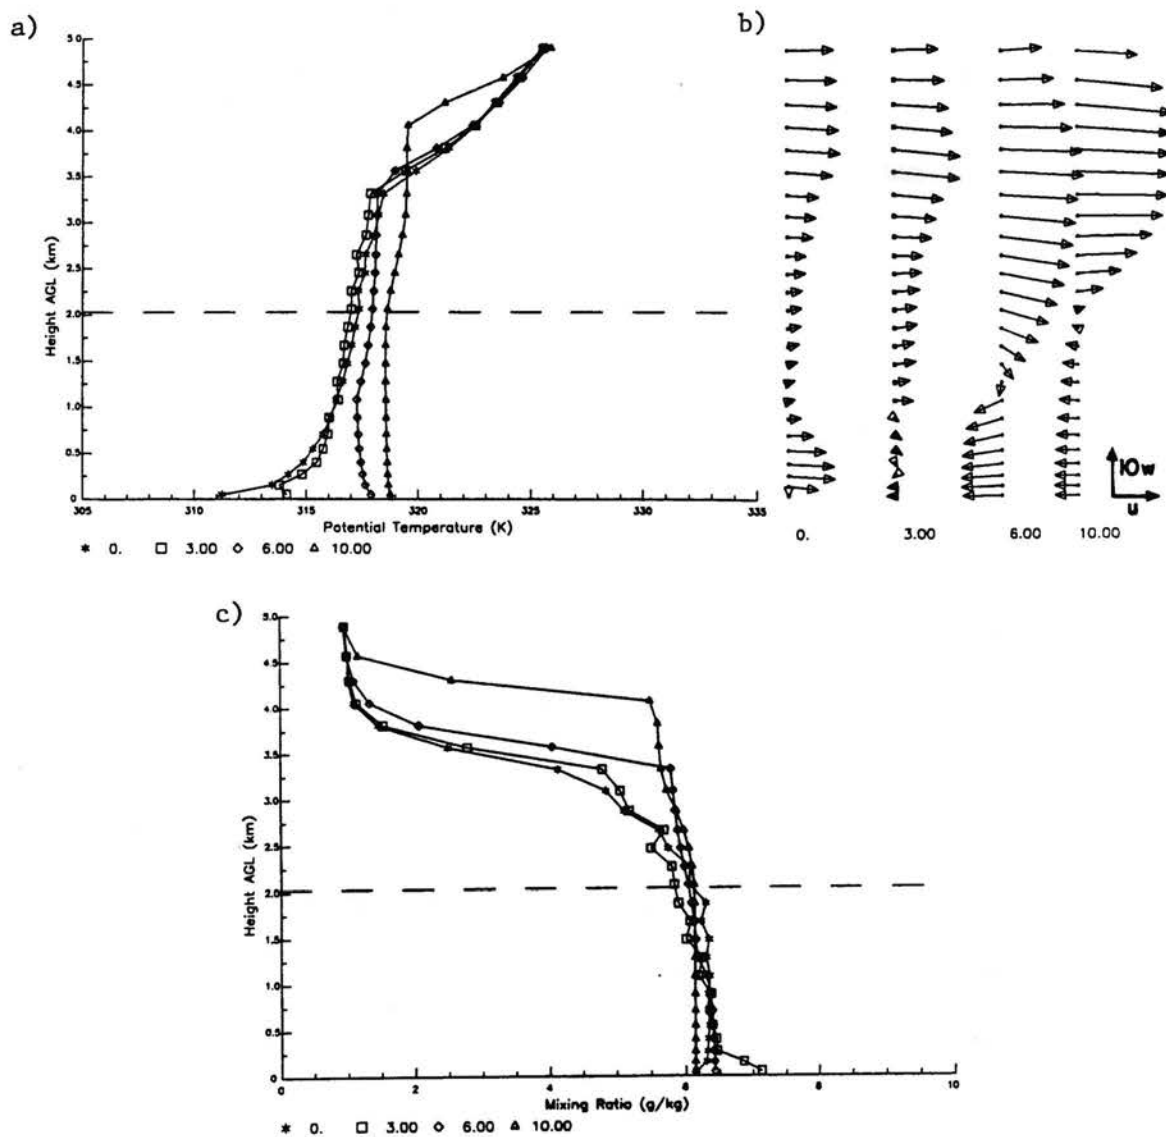 a)
5.0
4.5
4.0
3.5
3.0
2.5
2.0
1.5
1.0
0.5
0
Height AGL (km)
305 310 315 320 325 330 335
Potential Temperature (K)
* 0. □ 3.00 ◇ 6.00 △ 10.00
b)
10w
u
0. 3.00 6.00 10.00
c)
5.0
4.5
4.0
3.5
3.0
2.5
2.0
1.5
1.0
0.5
0
Height AGL (km)
0 2 4 6 8 10
Mixing Ratio (g/kg)
* 0. □ 3.00 ◇ 6.00 △ 10.00